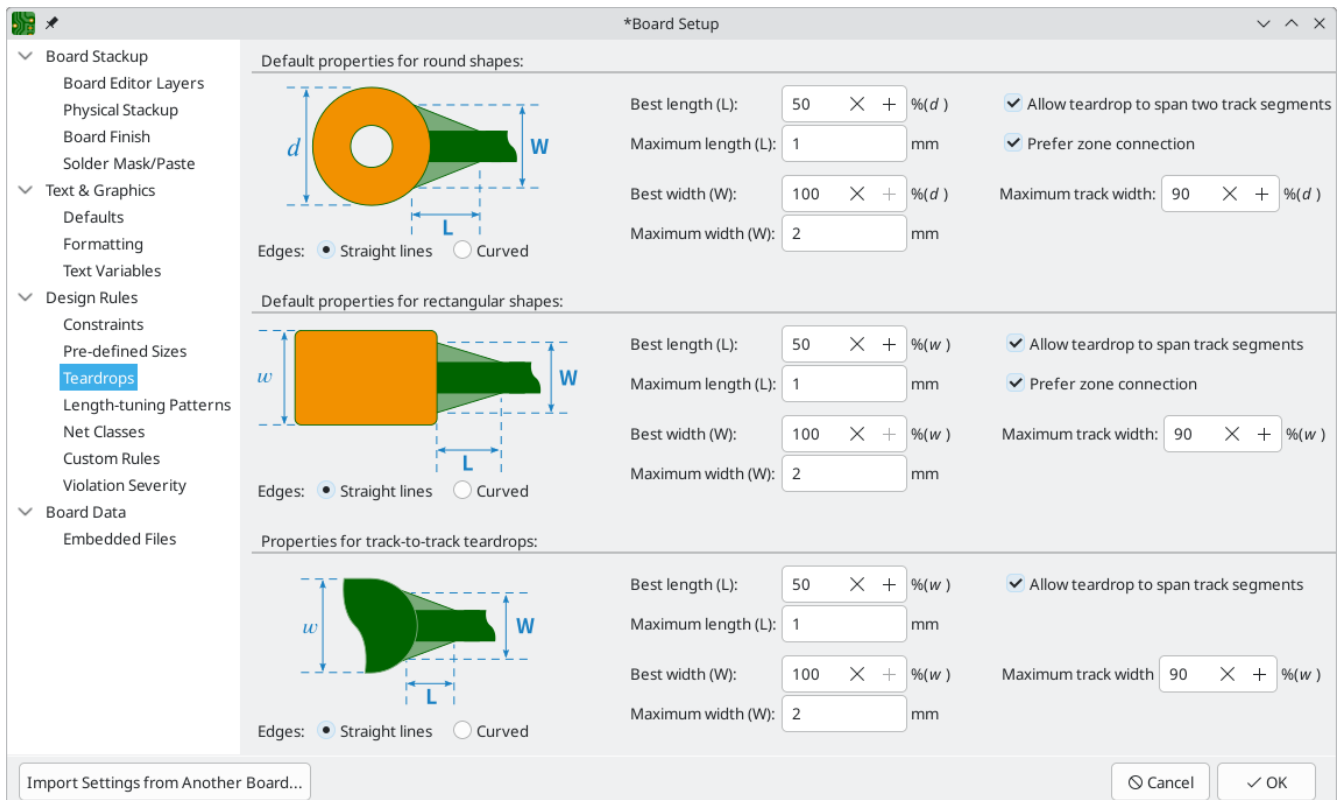 *Board Setup
Board Stackup
Board Editor Layers
Physical Stackup
Board Finish
Solder Mask/Paste
Text & Graphics
Defaults
Formatting
Text Variables
Design Rules
Constraints
Pre-defined Sizes
Teardrops
Length-tuning Patterns
Net Classes
Custom Rules
Violation Severity
Board Data
Embedded Files
Default properties for round shapes:
d
W
L
Edges: Straight lines Curved
Best length (L): 50 %(d )
Maximum length (L): 1 mm
Best width (W): 100 %(d )
Maximum width (W): 2 mm
Allow teardrop to span two track segments
Prefer zone connection
Maximum track width: 90 %(d )
Default properties for rectangular shapes:
w
W
L
Edges: Straight lines Curved
Best length (L): 50 %(w )
Maximum length (L): 1 mm
Best width (W): 100 %(w )
Maximum width (W): 2 mm
Allow teardrop to span track segments
Prefer zone connection
Maximum track width: 90 %(w )
Properties for track-to-track teardrops:
w
W
L
Edges: Straight lines Curved
Best length (L): 50 %(w )
Maximum length (L): 1 mm
Best width (W): 100 %(w )
Maximum width (W): 2 mm
Allow teardrop to span track segments
Maximum track width 90 %(w )
Import Settings from Another Board...
Cancel
OK